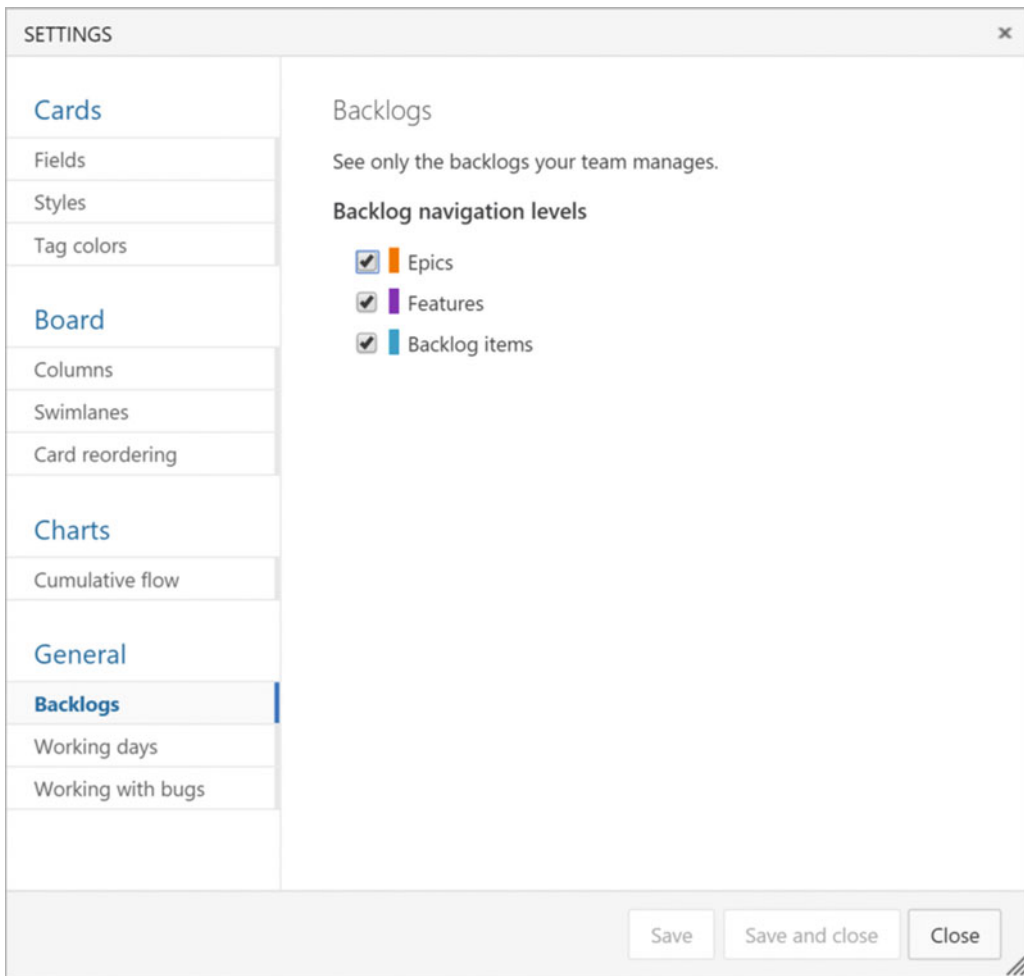 SETTINGS
Cards
Fields
Styles
Tag colors
Board
Columns
Swimlanes
Card reordering
Charts
Cumulative flow
General
Backlogs
Working days
Working with bugs
Backlogs
See only the backlogs your team manages.
Backlog navigation levels
Epics
Features
Backlog items
Save
Save and close
Close